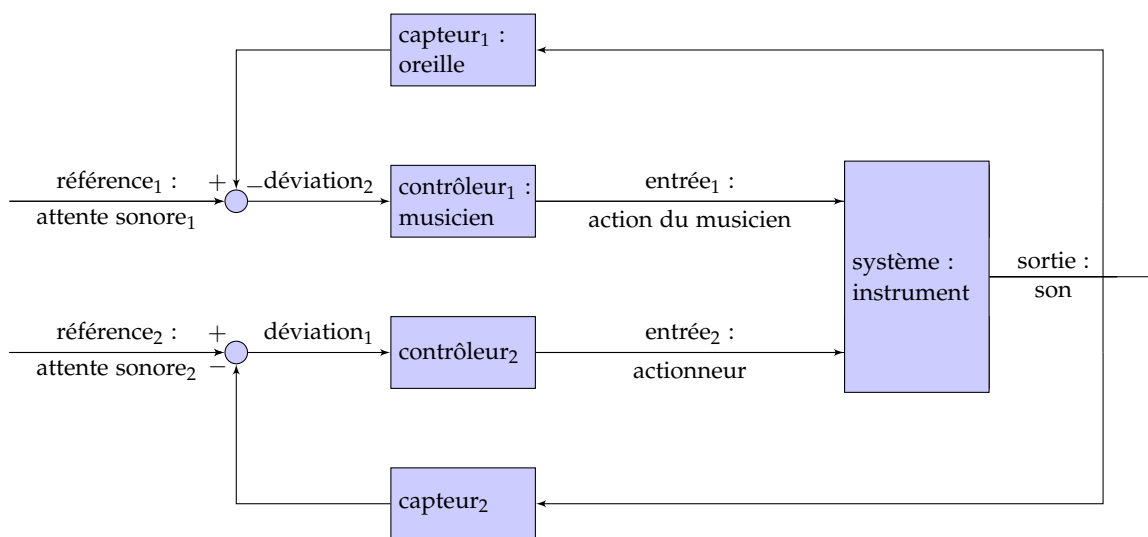 capteur₁ :
oreille
référence₁ :
attente sonore₁
+
−
déviation₂
contrôleur₁ :
musicien
entrée₁ :
action du musicien
système :
instrument
sortie :
son
référence₂ :
attente sonore₂
+
−
déviation₁
contrôleur₂
entrée₂ :
actionneur
capteur₂